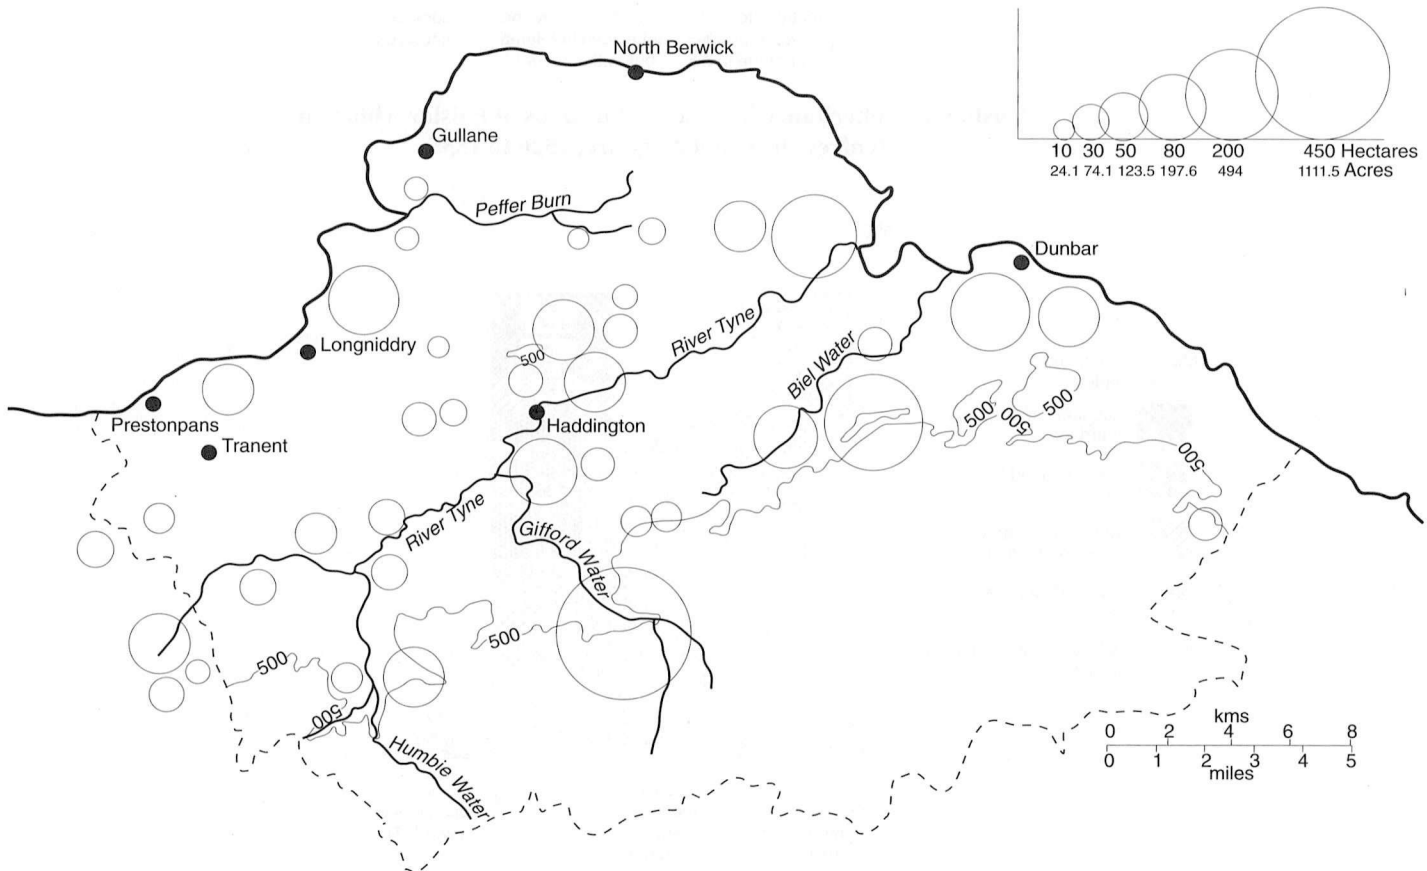 North Berwick
Gullane
Peffer Burn
10 30 50 80 200 450 Hectares
24.1 74.1 123.5 197.6 494 1111.5 Acres
Dunbar
River Tyne
Longniddry
500
Biel Water
Prestonpans
Haddington
500
500
500
Tranent
500
River Tyne
Gifford Water
500
500
500
Humbie Water
kms
0 2 4 6 8
0 1 2 3 4 5
miles